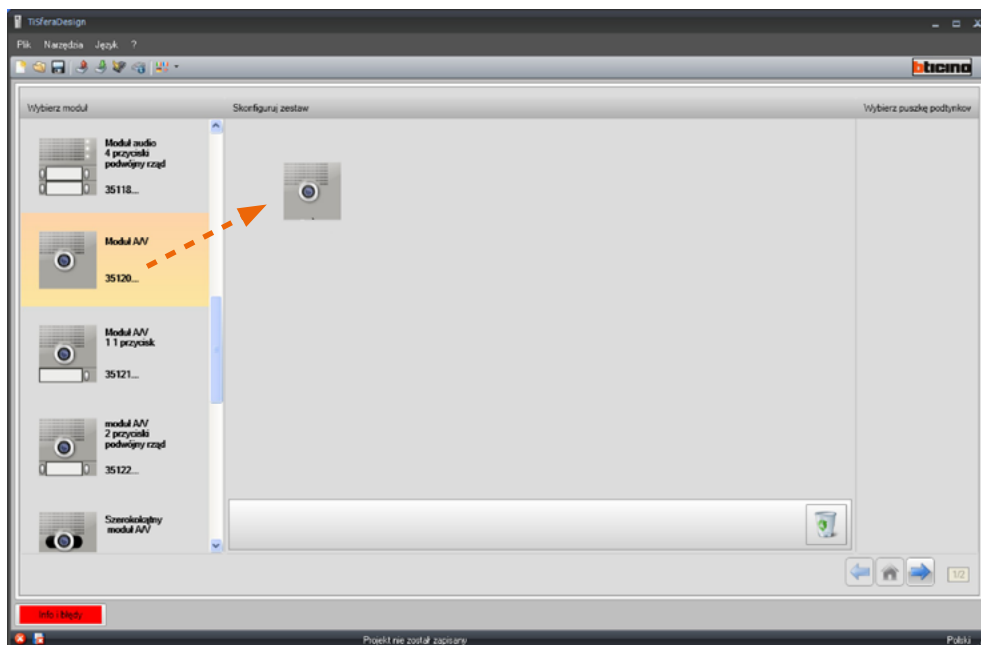 TiSferaDesign
Plik Narzędzia Język ?
bticino
Wybierz moduł
Skonfiguruj zestaw
Wybierz puszkę podtynkow
Moduł audio
4 przyciski
podwójny rząd
35118...
Moduł A/V
35120...
Moduł A/V
1 1 przycisk
35121...
moduł A/V
2 przyciski
podwójny rząd
35122...
Szerokokątny
moduł A/V
1/2
info i błędy
Projekt nie został zapisany
Polski